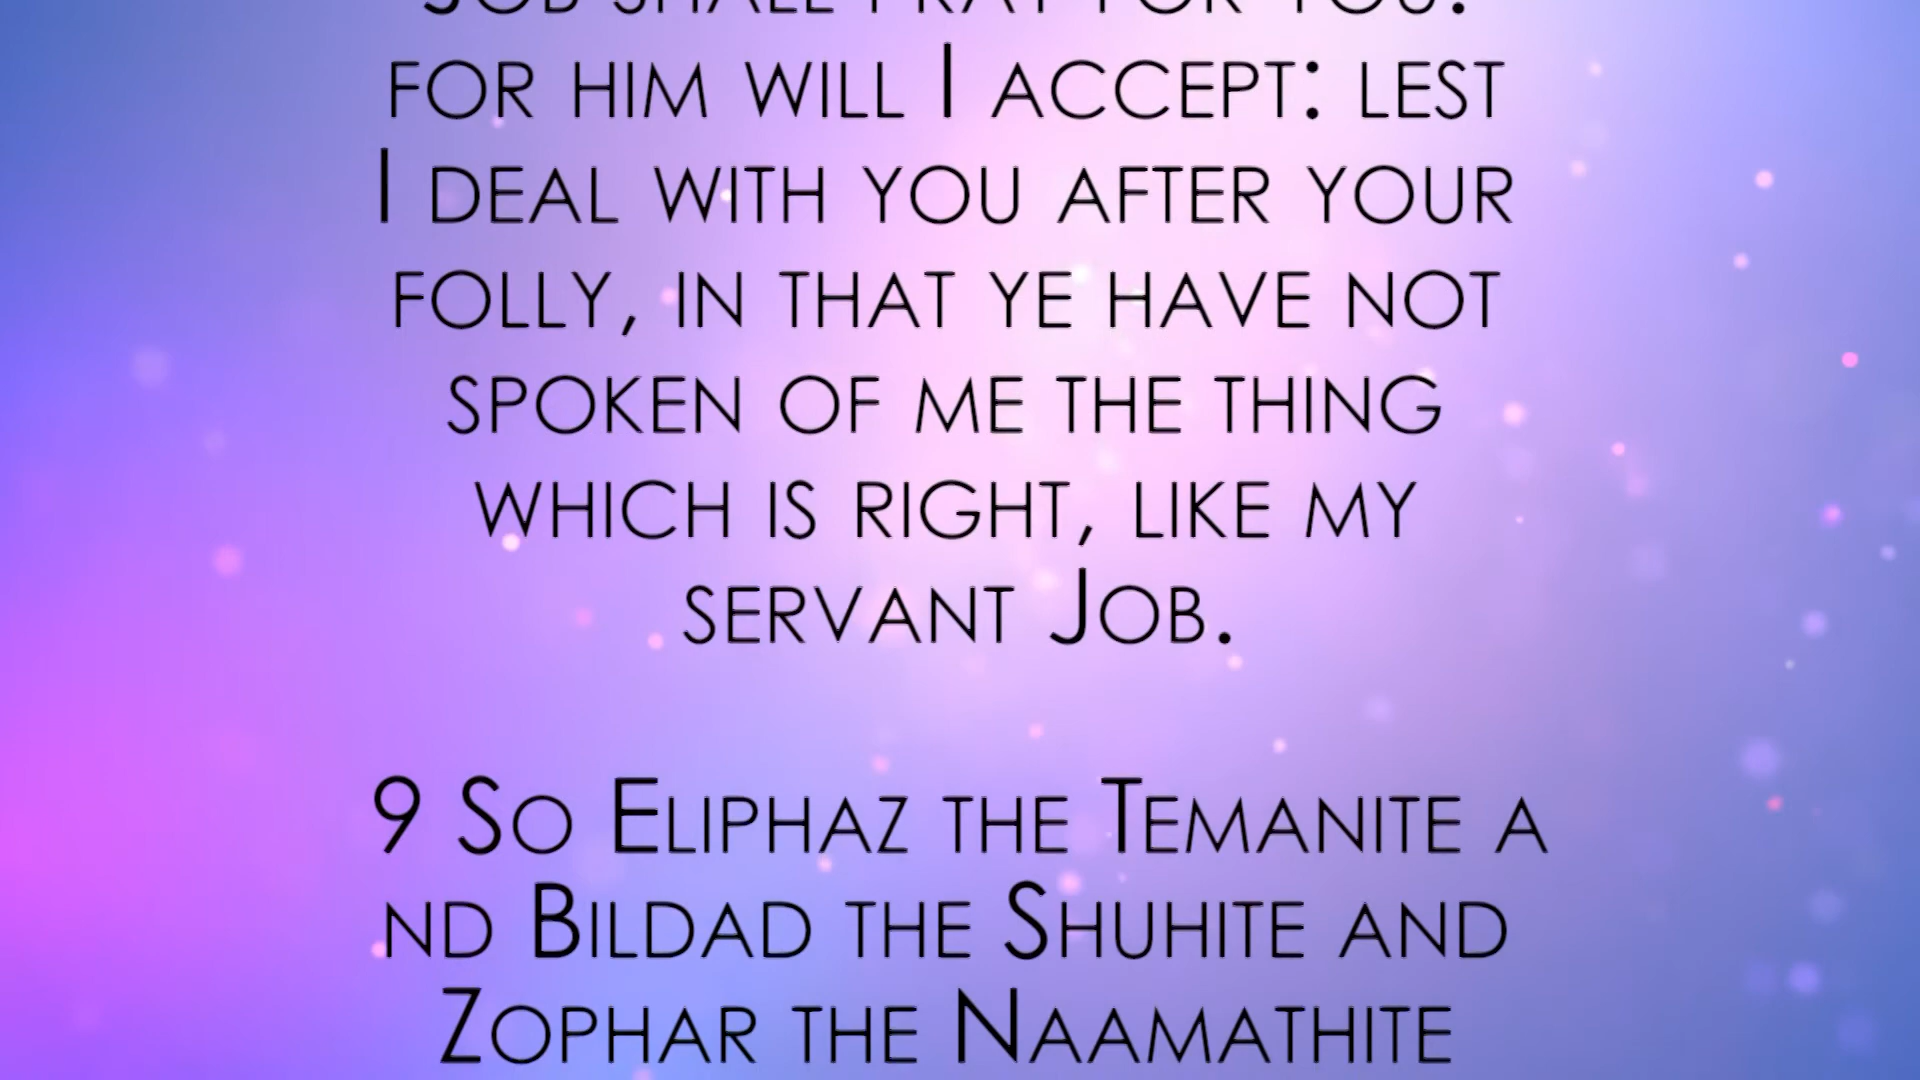 Job shall pray for you:
for him will I accept: lest
I deal with you after your
folly, in that ye have not
spoken of me the thing
which is right, like my
servant Job.
9 So Eliphaz the Temanite a
nd Bildad the Shuhite and
Zophar the Naamathite